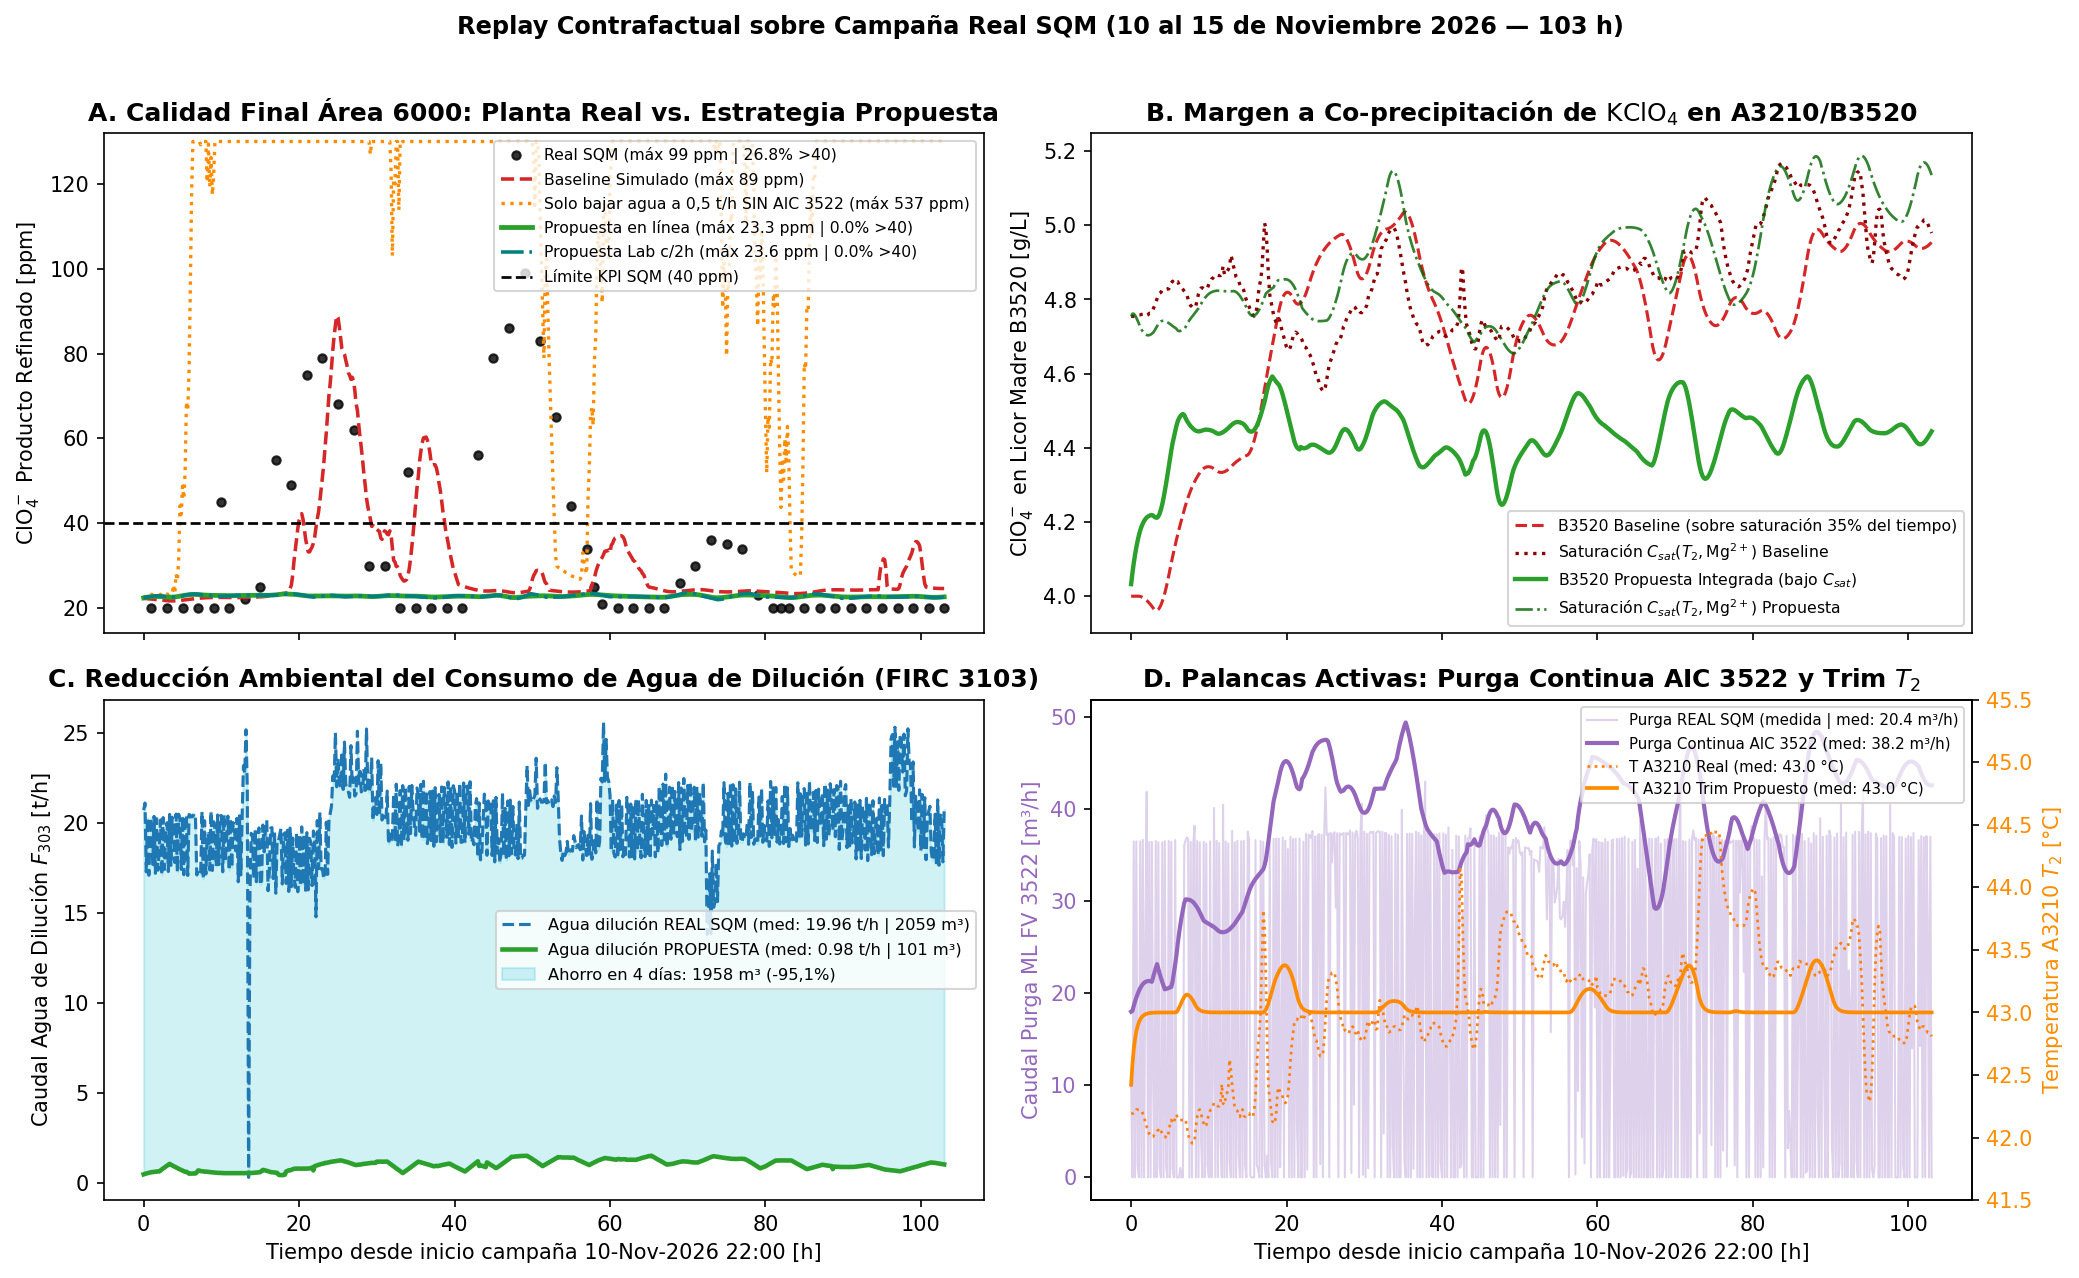 Replay Contrafactual sobre Campaña Real SQM (10 al 15 de Noviembre 2026 — 103 h)
A. Calidad Final Área 6000: Planta Real vs. Estrategia Propuesta
ClO₄⁻ Producto Refinado [ppm]
120
100
80
60
40
20
Real SQM (máx 99 ppm | 26.8% >40)
Baseline Simulado (máx 89 ppm)
Solo bajar agua a 0,5 t/h SIN AIC 3522 (máx 537 ppm)
Propuesta en línea (máx 23.3 ppm | 0.0% >40)
Propuesta Lab c/2h (máx 23.6 ppm | 0.0% >40)
Límite KPI SQM (40 ppm)
B. Margen a Co-precipitación de KClO₄ en A3210/B3520
ClO₄⁻ en Licor Madre B3520 [g/L]
5.2
5.0
4.8
4.6
4.4
4.2
4.0
B3520 Baseline (sobre saturación 35% del tiempo)
Saturación Csat(T₂, Mg²⁺) Baseline
B3520 Propuesta Integrada (bajo Csat)
Saturación Csat(T₂, Mg²⁺) Propuesta
C. Reducción Ambiental del Consumo de Agua de Dilución (FIRC 3103)
Caudal Agua de Dilución F₃₀₃ [t/h]
25
20
15
10
5
0
Agua dilución REAL SQM (med: 19.96 t/h | 2059 m³)
Agua dilución PROPUESTA (med: 0.98 t/h | 101 m³)
Ahorro en 4 días: 1958 m³ (-95,1%)
0 20 40 60 80 100
Tiempo desde inicio campaña 10-Nov-2026 22:00 [h]
D. Palancas Activas: Purga Continua AIC 3522 y Trim T₂
Caudal Purga ML FV 3522 [m³/h]
50
40
30
20
10
0
Purga REAL SQM (medida | med: 20.4 m³/h)
Purga Continua AIC 3522 (med: 38.2 m³/h)
T A3210 Real (med: 43.0 °C)
T A3210 Trim Propuesto (med: 43.0 °C)
45.5
45.0
44.5
44.0
43.5
43.0
42.5
42.0
41.5
Temperatura A3210 T₂ [°C]
0 20 40 60 80 100
Tiempo desde inicio campaña 10-Nov-2026 22:00 [h]